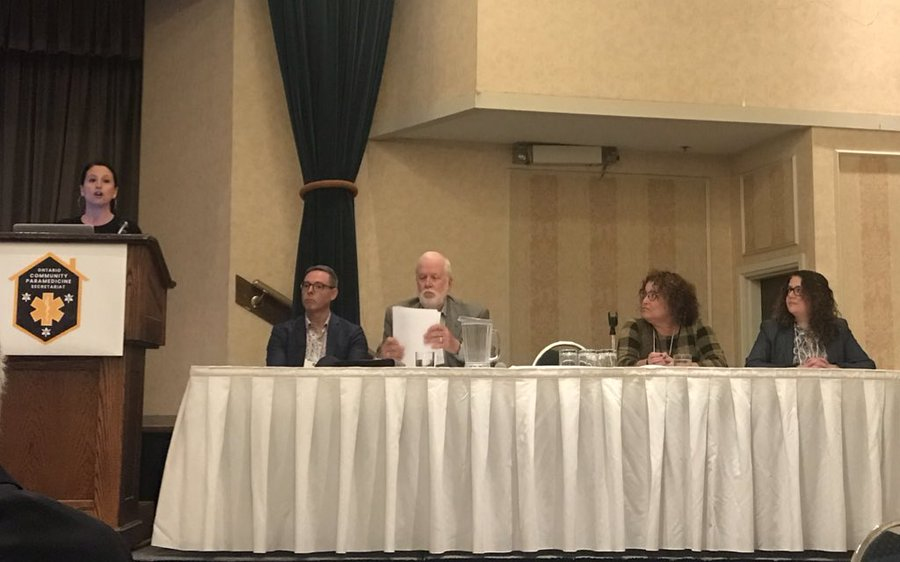 ONTARIO
COMMUNITY
PARAMEDICINE
SECRETARIAT